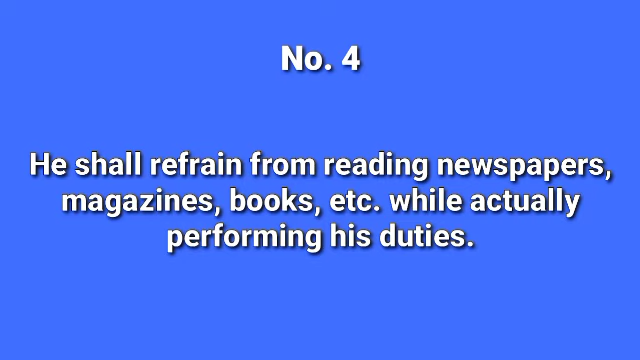 No. 4
He shall refrain from reading newspapers,
magazines, books, etc. while actually
performing his duties.